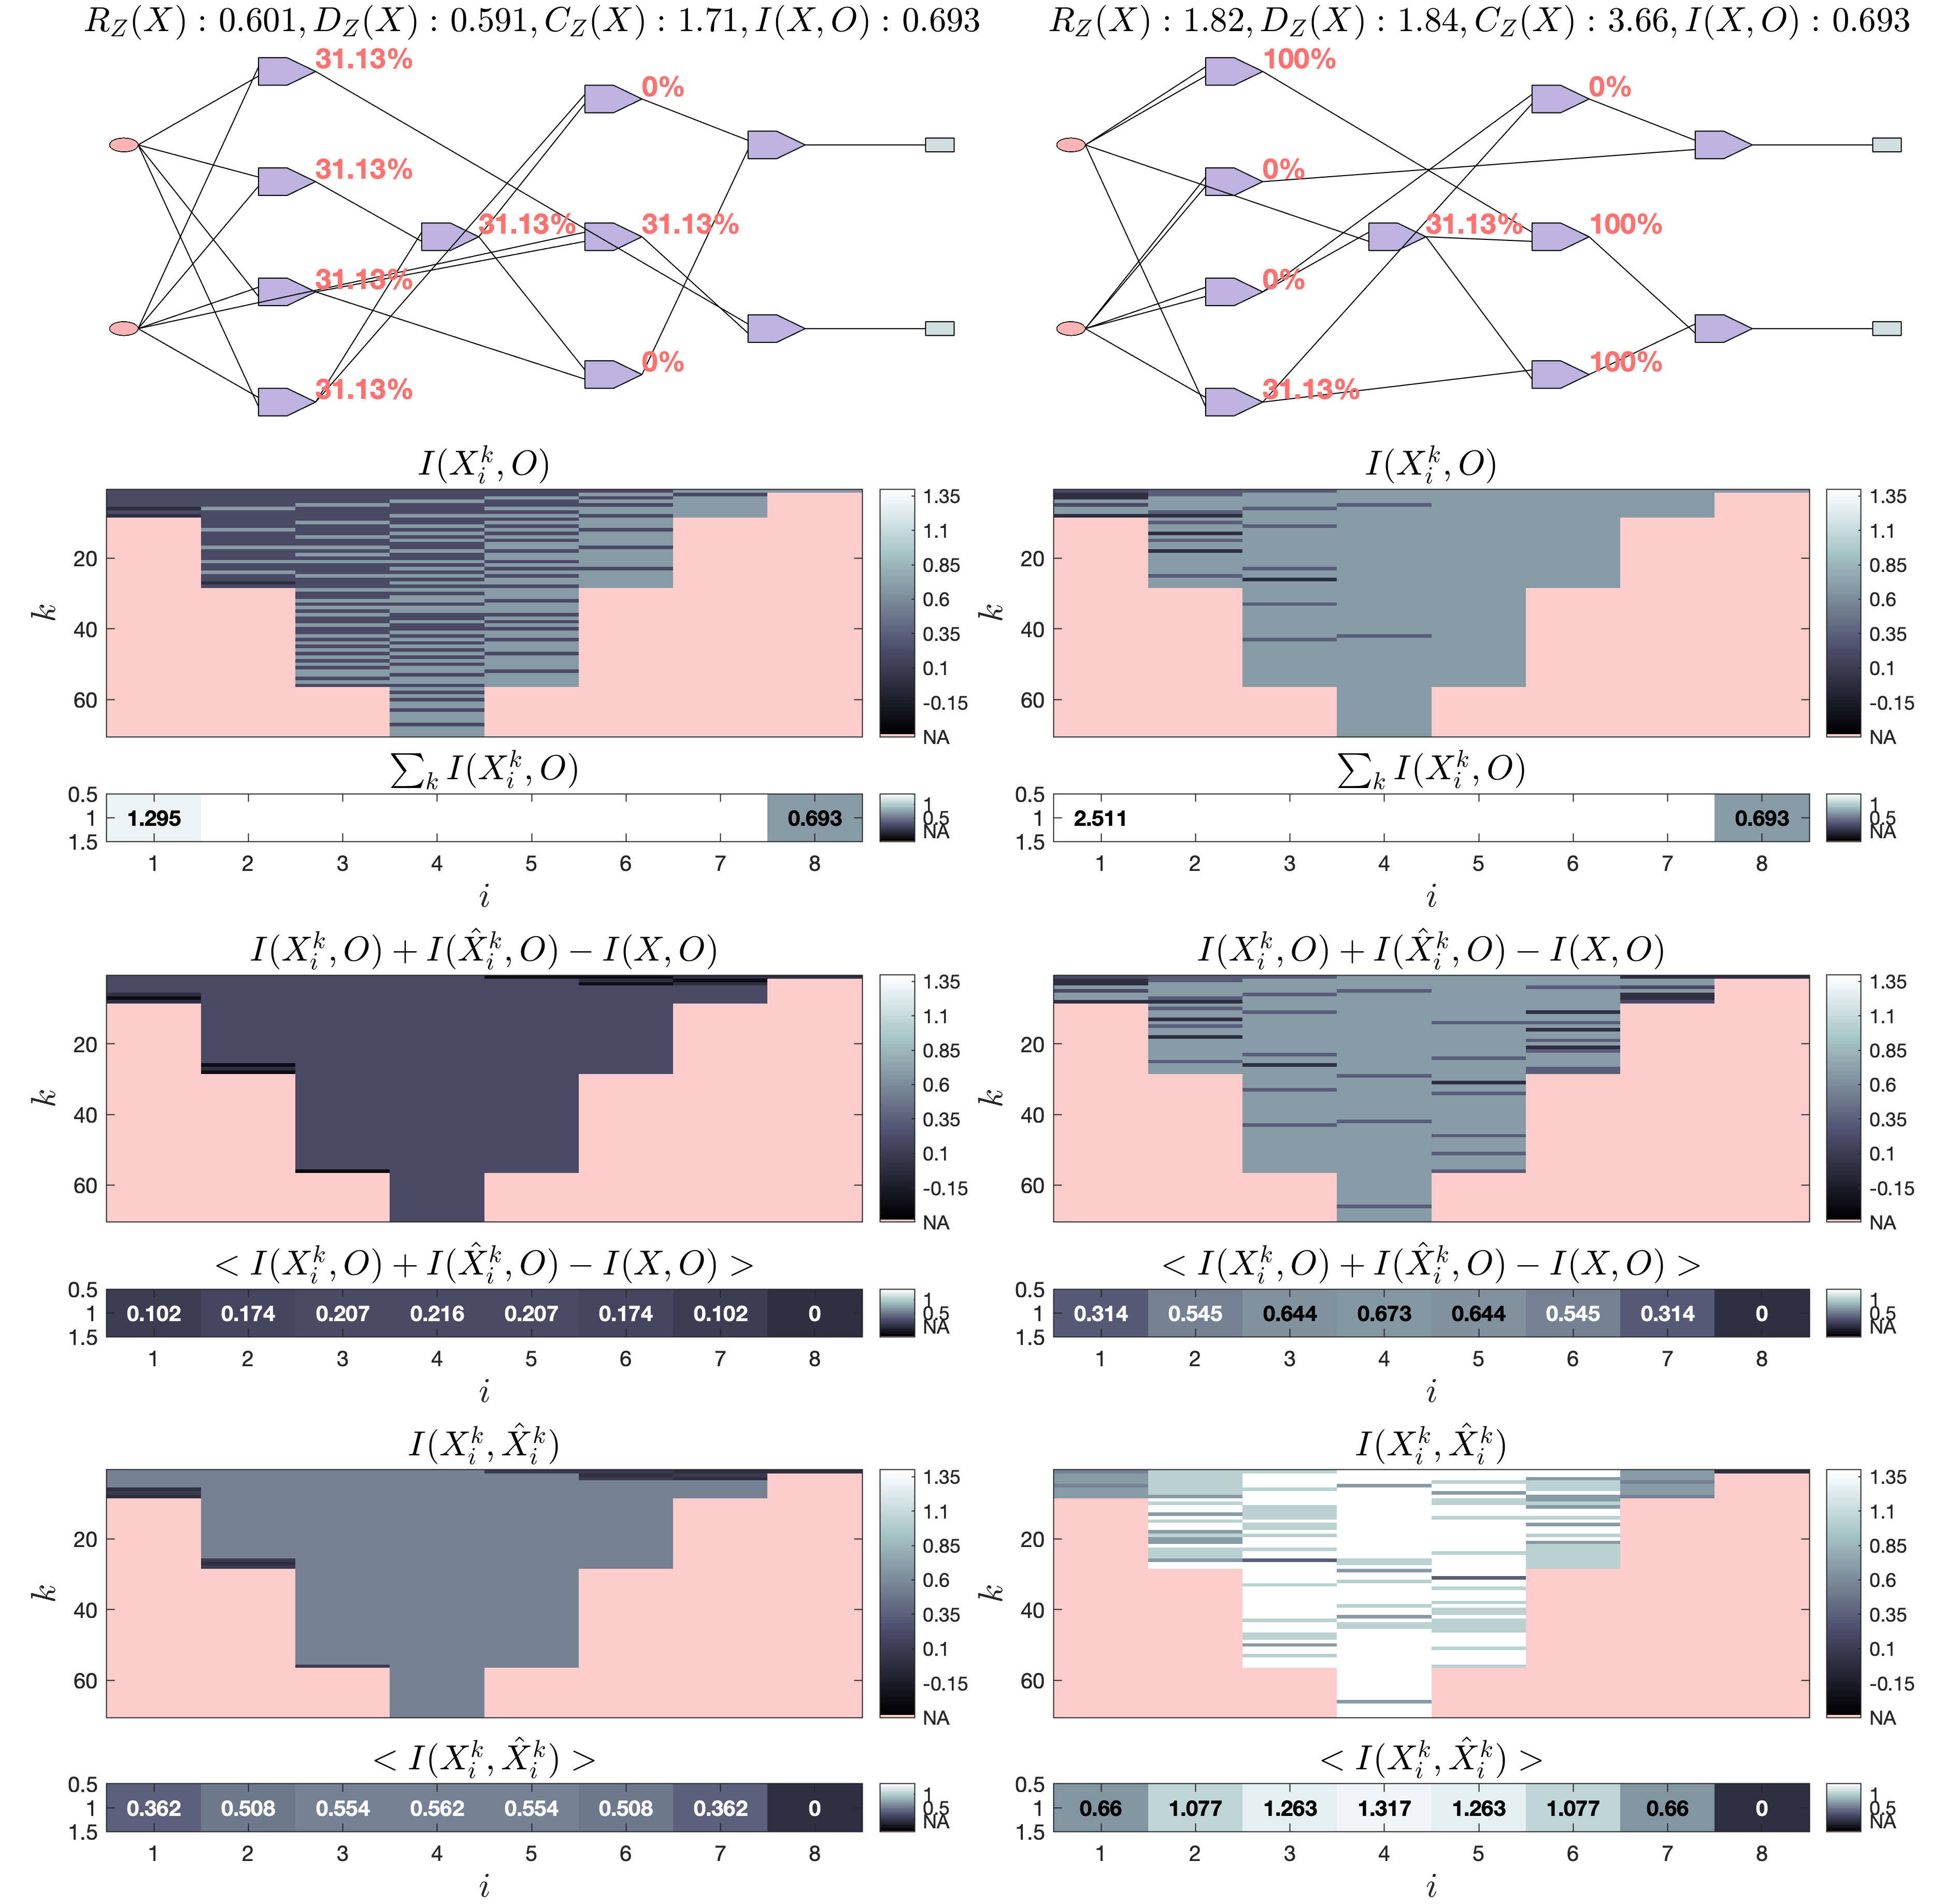 R_Z(X) : 0.601, D_Z(X) : 0.591, C_Z(X) : 1.71, I(X, O) : 0.693
31.13%
0%
31.13%
31.13%
31.13%
31.13%
0%
31.13%
I(X_i^k, O)
k
20
40
60
1.35
1.1
0.85
0.6
0.35
0.1
-0.15
NA
∑_k I(X_i^k, O)
0.5
1
1.5
1.295
0.693
1
0.5
NA
1 2 3 4 5 6 7 8
i
I(X_i^k, O) + I(X̂_i^k, O) − I(X, O)
k
20
40
60
1.35
1.1
0.85
0.6
0.35
0.1
-0.15
NA
< I(X_i^k, O) + I(X̂_i^k, O) − I(X, O) >
0.5
1
1.5
0.102 0.174 0.207 0.216 0.207 0.174 0.102 0
1
0.5
NA
1 2 3 4 5 6 7 8
i
I(X_i^k, X̂_i^k)
k
20
40
60
1.35
1.1
0.85
0.6
0.35
0.1
-0.15
NA
< I(X_i^k, X̂_i^k) >
0.5
1
1.5
0.362 0.508 0.554 0.562 0.554 0.508 0.362 0
1
0.5
NA
1 2 3 4 5 6 7 8
i
R_Z(X) : 1.82, D_Z(X) : 1.84, C_Z(X) : 3.66, I(X, O) : 0.693
100%
0%
0%
31.13%
100%
0%
100%
31.13%
I(X_i^k, O)
k
20
40
60
1.35
1.1
0.85
0.6
0.35
0.1
-0.15
NA
∑_k I(X_i^k, O)
0.5
1
1.5
2.511
0.693
1
0.5
NA
1 2 3 4 5 6 7 8
i
I(X_i^k, O) + I(X̂_i^k, O) − I(X, O)
k
20
40
60
1.35
1.1
0.85
0.6
0.35
0.1
-0.15
NA
< I(X_i^k, O) + I(X̂_i^k, O) − I(X, O) >
0.5
1
1.5
0.314 0.545 0.644 0.673 0.644 0.545 0.314 0
1
0.5
NA
1 2 3 4 5 6 7 8
i
I(X_i^k, X̂_i^k)
k
20
40
60
1.35
1.1
0.85
0.6
0.35
0.1
-0.15
NA
< I(X_i^k, X̂_i^k) >
0.5
1
1.5
0.66 1.077 1.263 1.317 1.263 1.077 0.66 0
1
0.5
NA
1 2 3 4 5 6 7 8
i